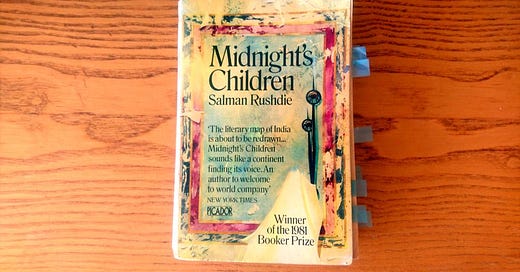 Midnight's
Children
Salman Rushdie
'The literary map of India
is about to be redrawn...
Midnight's Children
sounds like a continent
finding its voice. An
author to welcome
to world company'
NEW YORK TIMES
PICADOR
Winner
of the 1981
Booker Prize